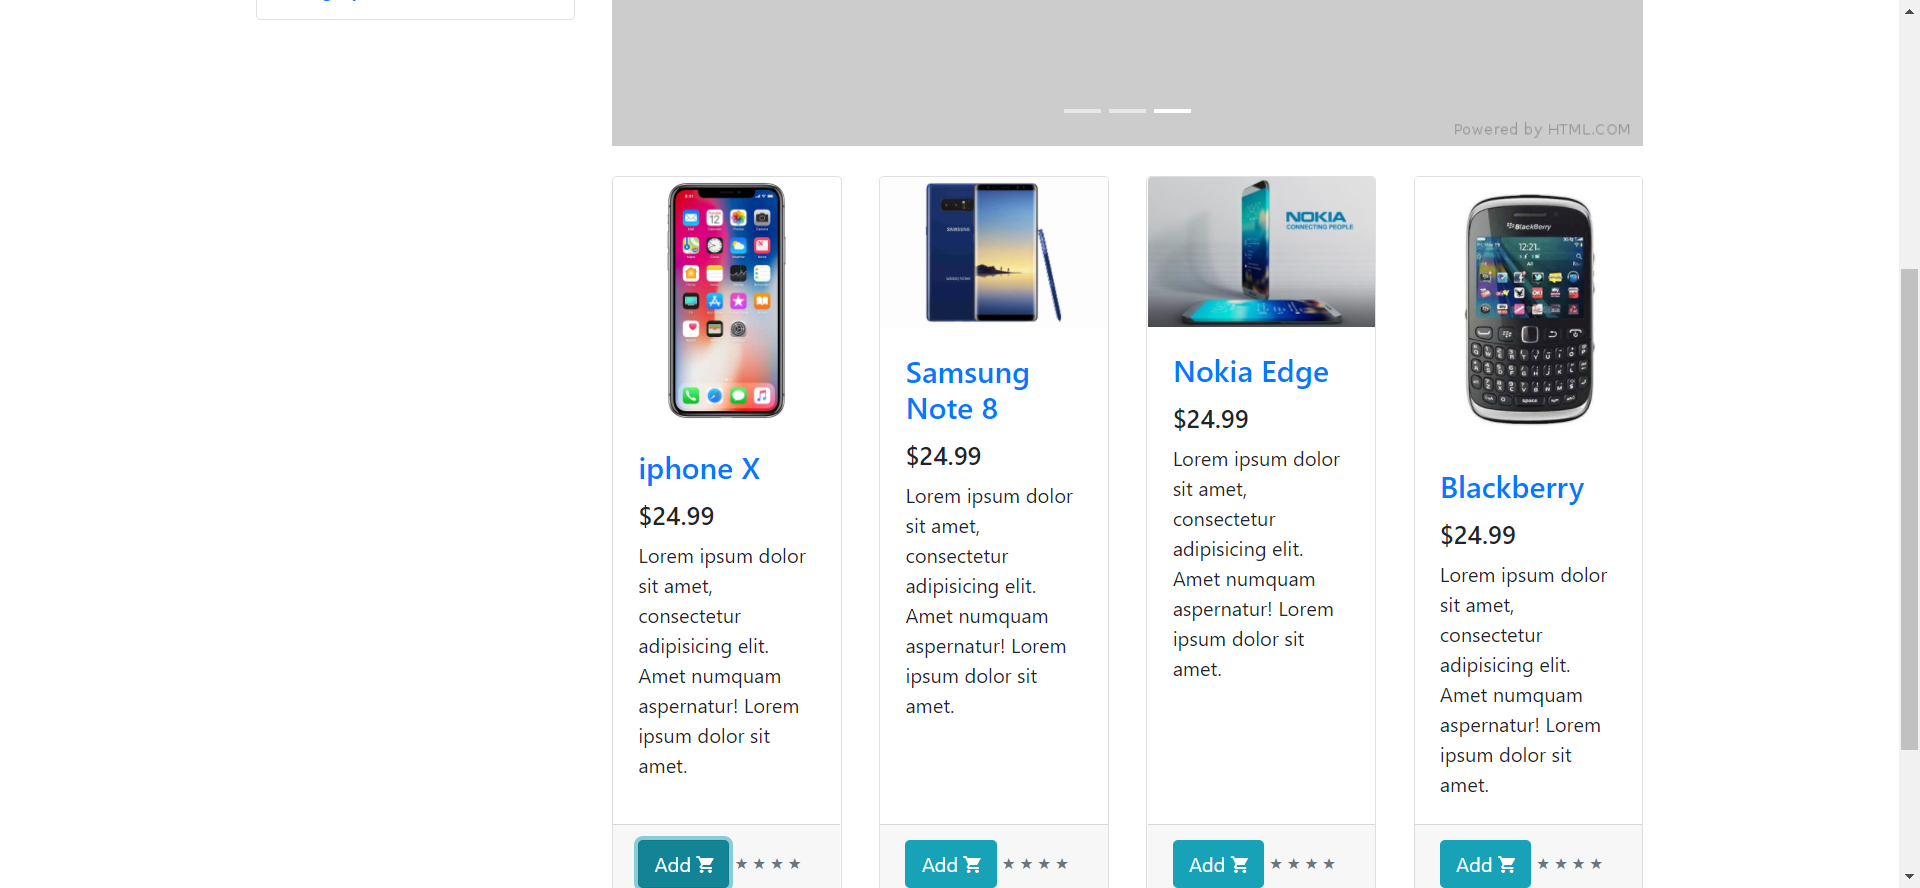 Powered by HTML.COM
iphone X
$24.99
Lorem ipsum dolor
sit amet,
consectetur
adipisicing elit.
Amet numquam
aspernatur! Lorem
ipsum dolor sit
amet.
Add
SAMSUNG
Samsung
Note 8
$24.99
Lorem ipsum dolor
sit amet,
consectetur
adipisicing elit.
Amet numquam
aspernatur! Lorem
ipsum dolor sit
amet.
Add
NOKIA
CONNECTING PEOPLE
Nokia Edge
$24.99
Lorem ipsum dolor
sit amet,
consectetur
adipisicing elit.
Amet numquam
aspernatur! Lorem
ipsum dolor sit
amet.
Add
BlackBerry
12:21
Blackberry
$24.99
Lorem ipsum dolor
sit amet,
consectetur
adipisicing elit.
Amet numquam
aspernatur! Lorem
ipsum dolor sit
amet.
Add